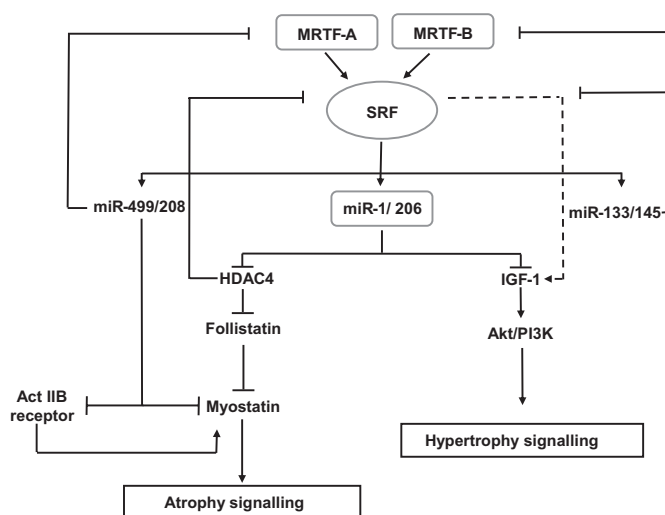 MRTF-A
MRTF-B
SRF
miR-499/208
miR-1/ 206
miR-133/145
HDAC4
IGF-1
Follistatin
Akt/PI3K
Act IIB
receptor
Myostatin
Hypertrophy signalling
Atrophy signalling